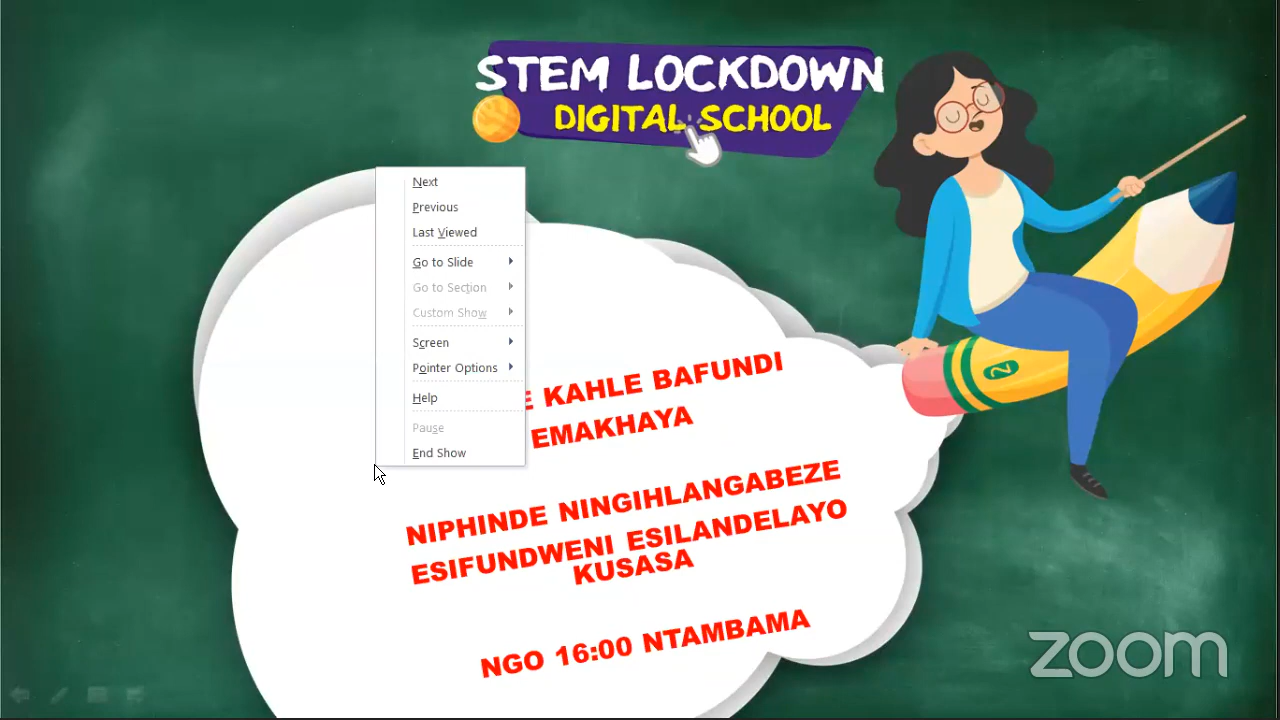 STEM LOCKDOWN
DIGITAL SCHOOL
Next
Previous
Last Viewed
Go to Slide
Go to Section
Custom Show
Screen
Pointer Options
Help
Pause
End Show
KAHLE BAFUNDI
EMAKHAYA
NIPHINDE NINGIHLANGABEZE
ESIFUNDWENI ESILANDELAYO
KUSASA
NGO 16:00 NTAMBAMA
2
zoom